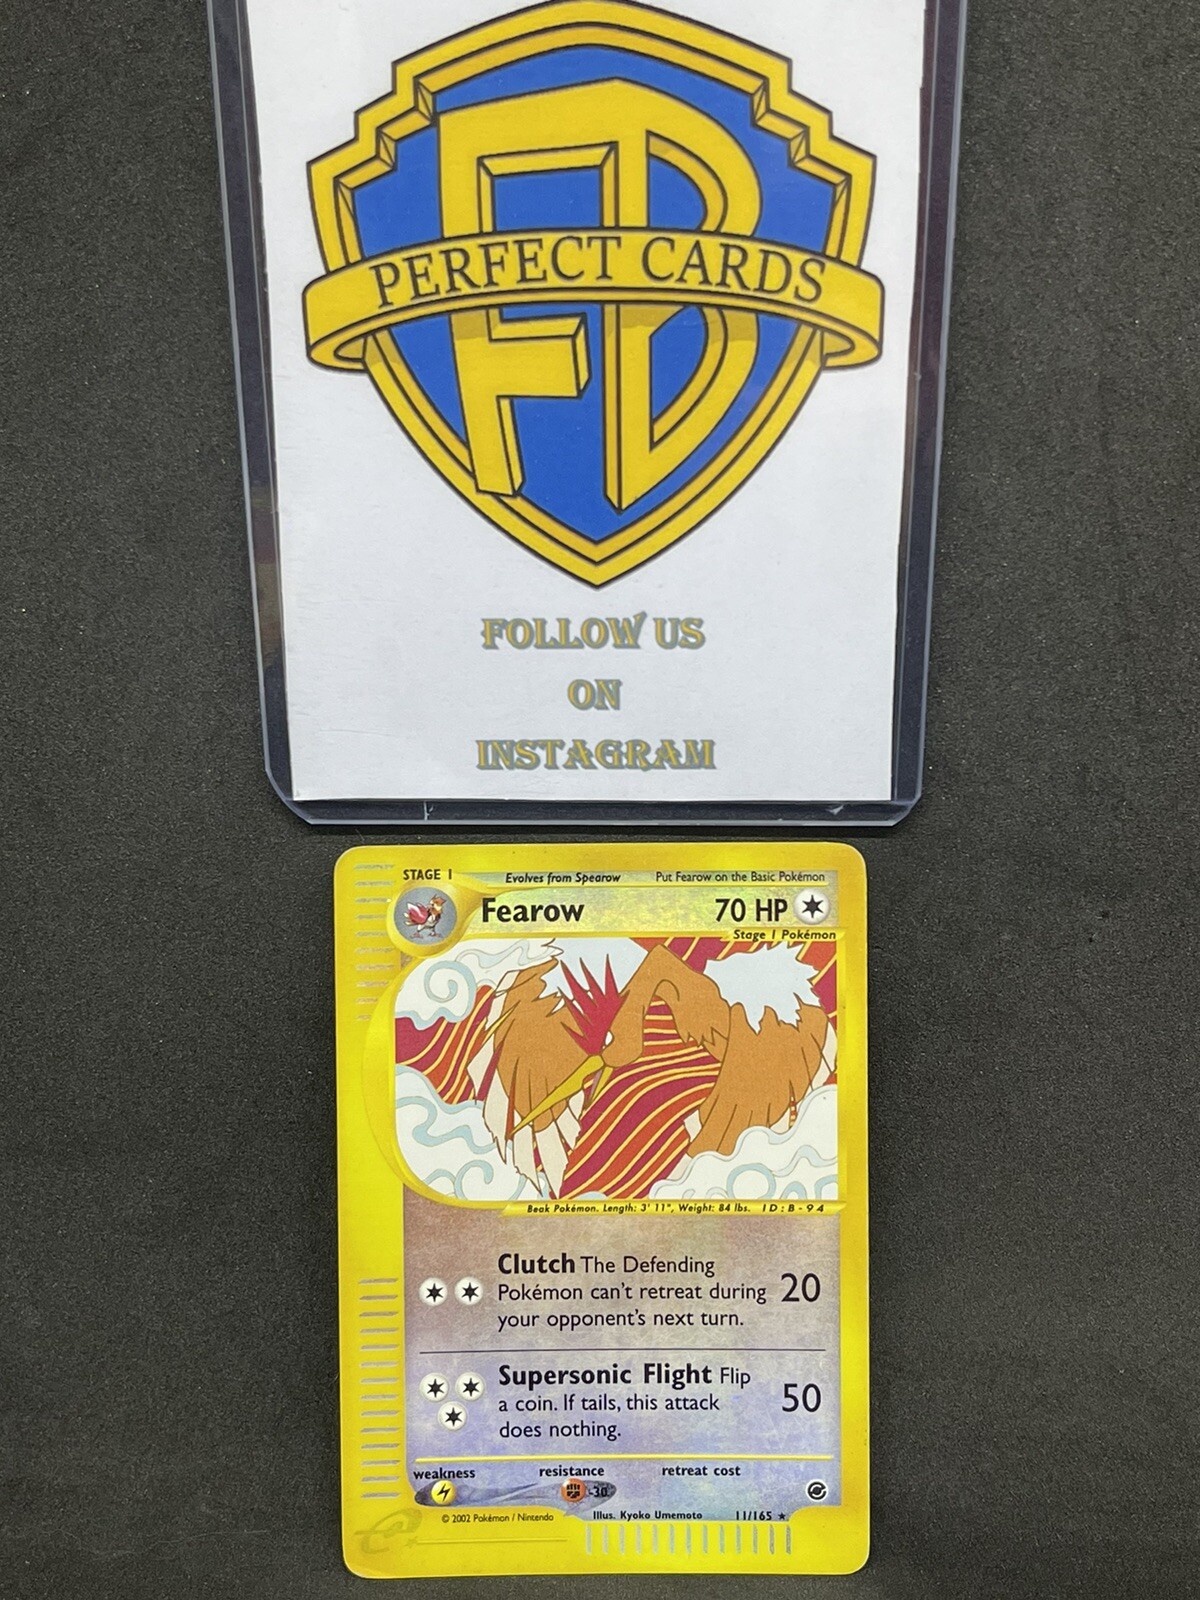 FB
PERFECT CARDS
FOLLOW US
ON
INSTAGRAM
STAGE 1 Evolves from Spearow Put Fearow on the Basic Pokémon
Fearow 70 HP
Stage 1 Pokémon
Beak Pokémon. Length: 3' 11", Weight: 84 lbs. ID:B-94
Clutch The Defending
Pokémon can't retreat during 20
your opponent's next turn.
Supersonic Flight Flip
a coin. If tails, this attack 50
does nothing.
weakness resistance retreat cost
-30
© 2002 Pokémon / Nintendo Illus. Kyoko Umemoto 11/165 ★
e